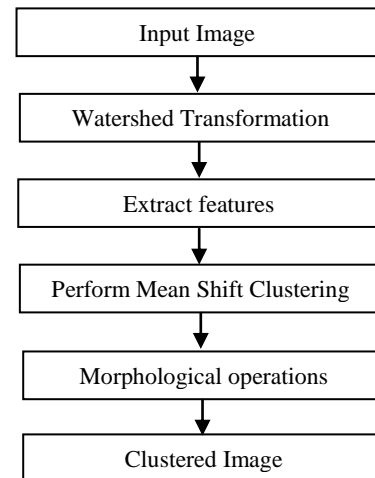 Input Image
Watershed Transformation
Extract features
Perform Mean Shift Clustering
Morphological operations
Clustered Image